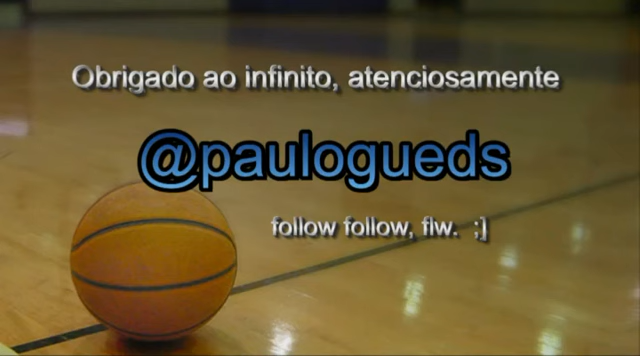 Obrigado ao infinito, atenciosamente
@paulogueds
follow follow, flw. ;]